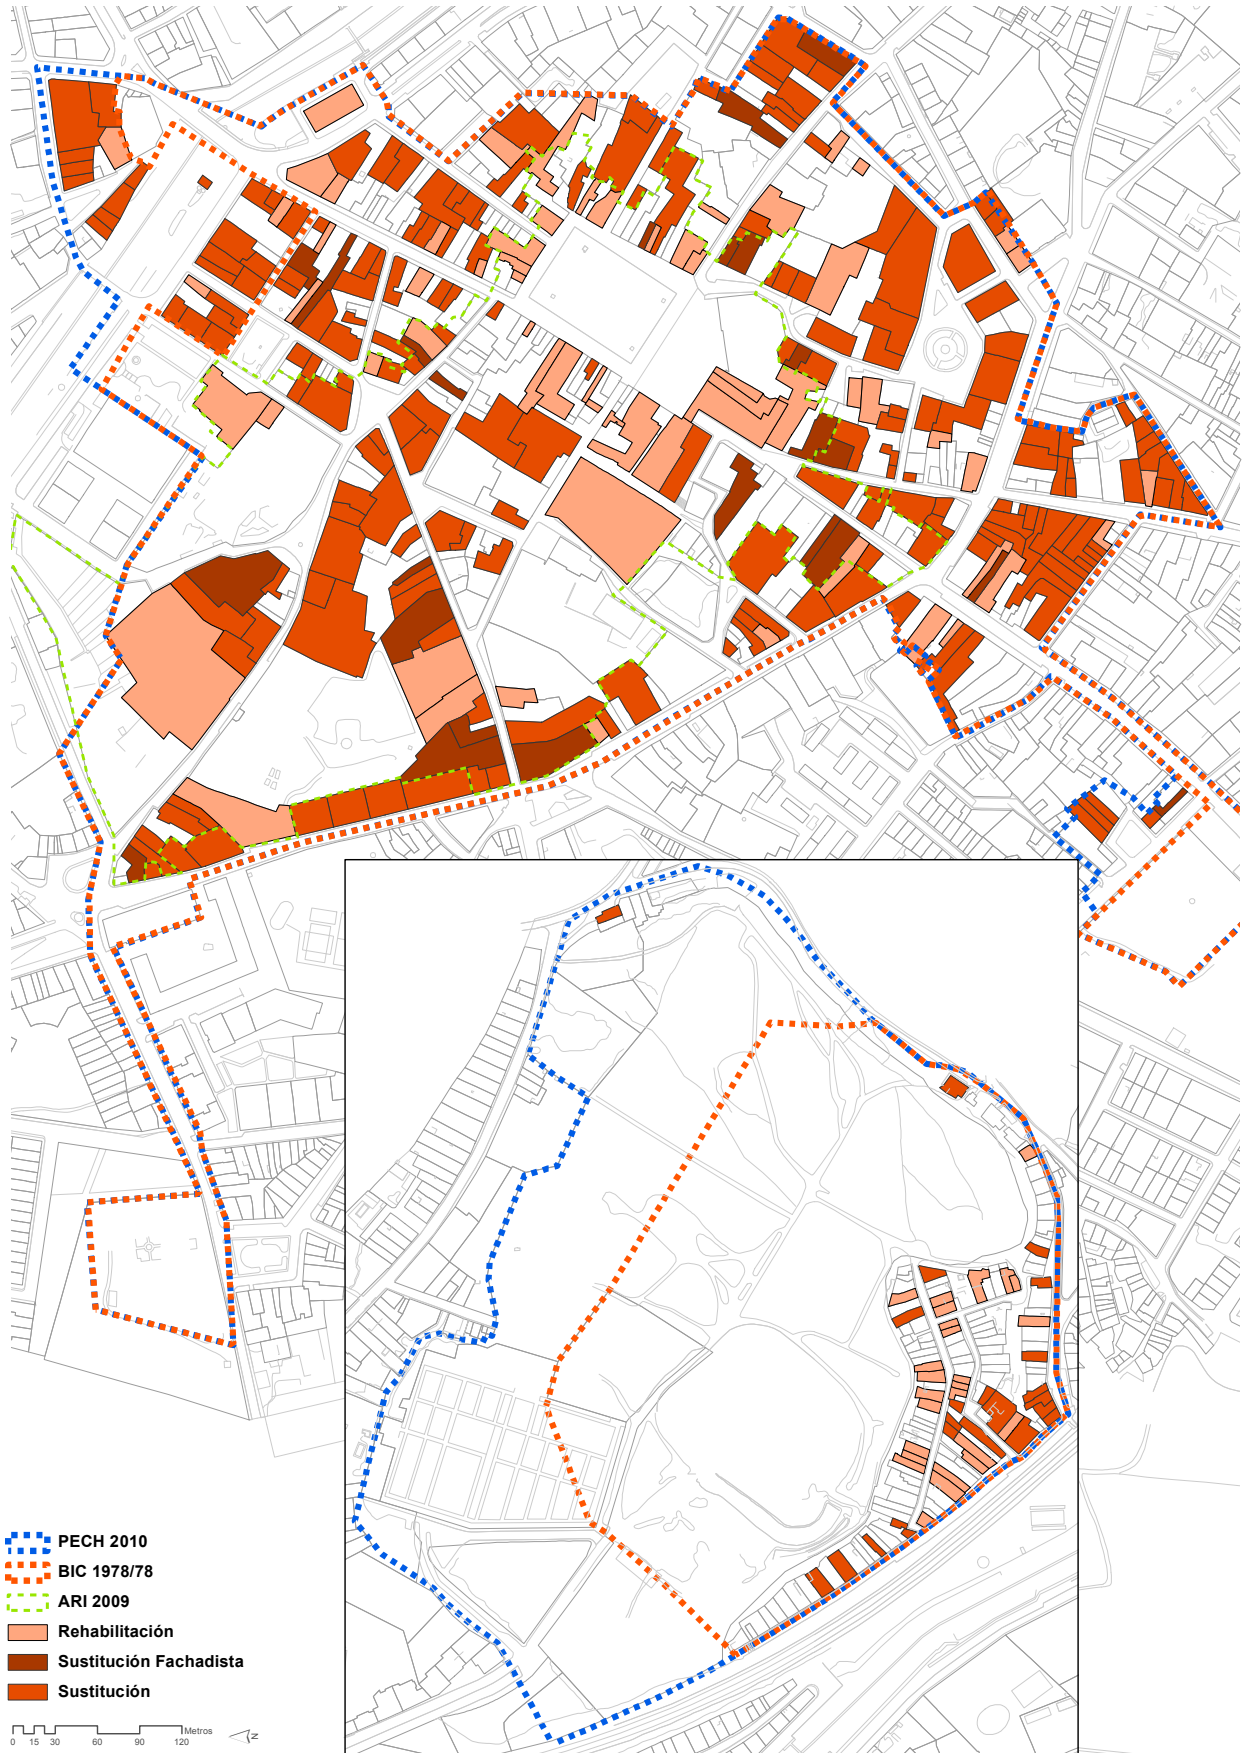 PECH 2010
BIC 1978/78
ARI 2009
Rehabilitación
Sustitución Fachadista
Sustitución
Metros
0 15 30 60 90 120
N